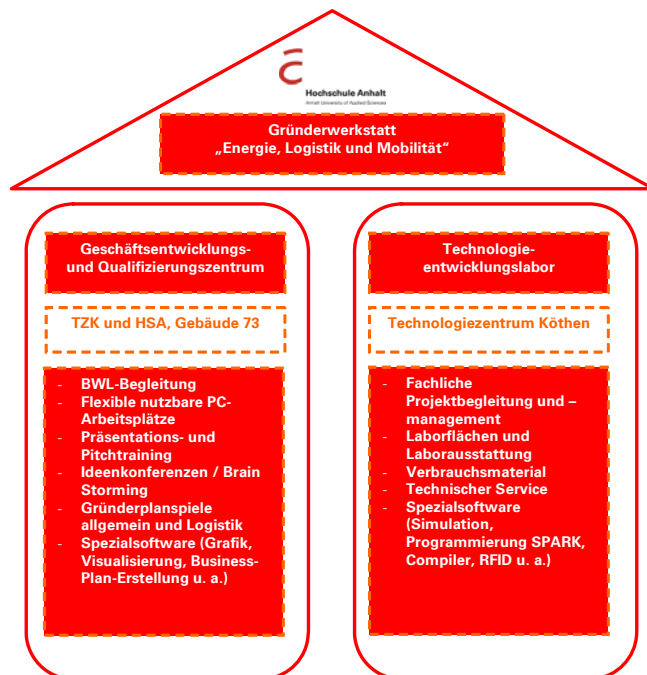 Hochschule Anhalt
Anhalt University of Applied Sciences
Gründerwerkstatt
„Energie, Logistik und Mobilität“
Geschäftsentwicklungs-
und Qualifizierungszentrum
TZK und HSA, Gebäude 73
- BWL-Begleitung
- Flexible nutzbare PC-
Arbeitsplätze
- Präsentations- und
Pitchtraining
- Ideenkonferenzen / Brain
Storming
- Gründerplanspiele
allgemein und Logistik
- Spezialsoftware (Grafik,
Visualisierung, Business-
Plan-Erstellung u. a.)
Technologie-
entwicklungslabor
Technologiezentrum Köthen
- Fachliche
Projektbegleitung und –
management
- Laborflächen und
Laborausstattung
- Verbrauchsmaterial
- Technischer Service
- Spezialsoftware
(Simulation,
Programmierung SPARK,
Compiler, RFID u. a.)